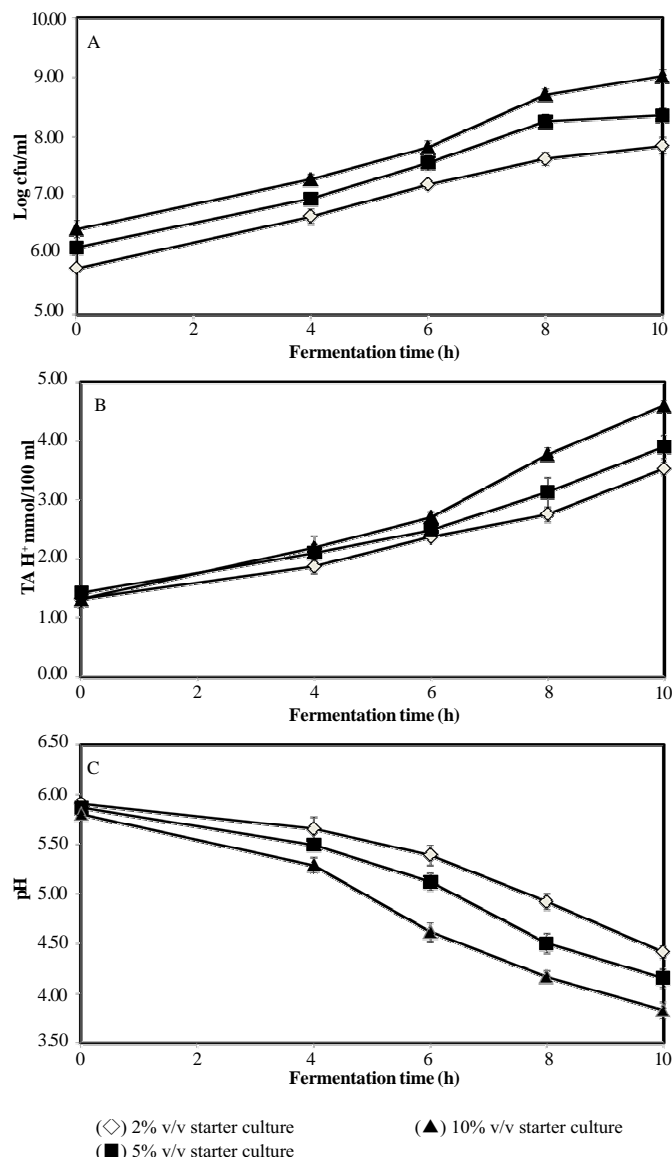 A
10.00
9.00
8.00
7.00
6.00
5.00
Log cfu/ml
0 2 4 6 8 10
Fermentation time (h)
B
5.00
4.00
3.00
2.00
1.00
0.00
TA H⁺ mmol/100 ml
0 2 4 6 8 10
Fermentation time (h)
C
6.50
6.00
5.50
5.00
4.50
4.00
3.50
pH
0 2 4 6 8 10
Fermentation time (h)
(◇) 2% v/v starter culture (▲) 10% v/v starter culture
(■) 5% v/v starter culture